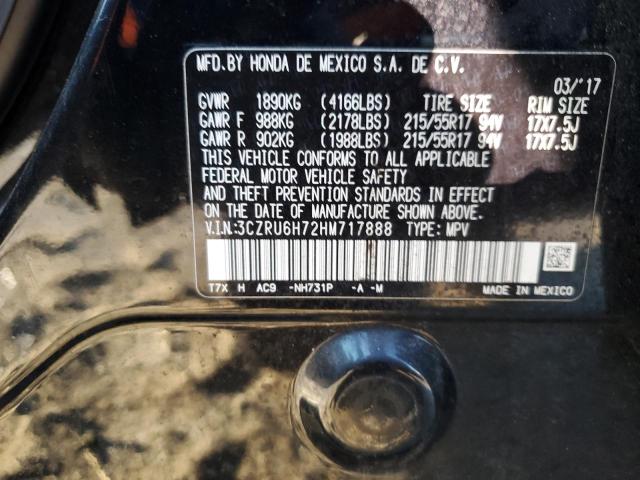 MFD.BY HONDA DE MEXICO S.A. DE C.V.
03/'17
GVWR 1890KG (4166LBS) TIRE SIZE RIM SIZE
GAWR F 988KG (2178LBS) 215/55R17 94V 17X7.5J
GAWR R 902KG (1988LBS) 215/55R17 94V 17X7.5J
THIS VEHICLE CONFORMS TO ALL APPLICABLE
FEDERAL MOTOR VEHICLE SAFETY
AND THEFT PREVENTION STANDARDS IN EFFECT
ON DATE OF MANUFACTURE SHOWN ABOVE.
V.I.N:3CZRU6H72HM717888 TYPE: MPV
T7X H AC9 -NH731P -A -M MADE IN MEXICO